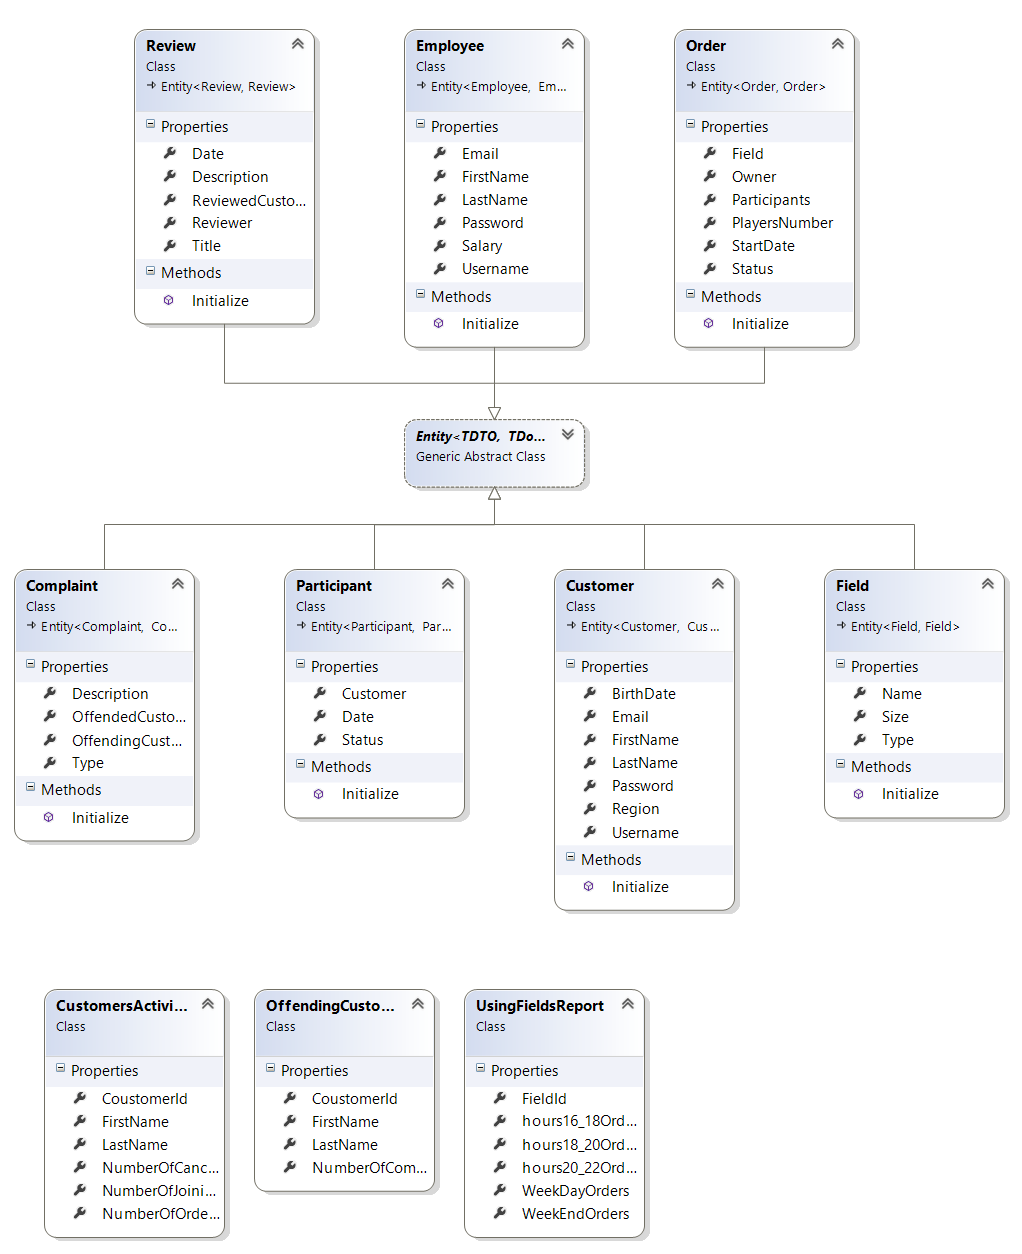 Review
Class
Entity<Review, Review>
Properties
Date
Description
ReviewedCusto...
Reviewer
Title
Methods
Initialize
Employee
Class
Entity<Employee, Em...
Properties
Email
FirstName
LastName
Password
Salary
Username
Methods
Initialize
Order
Class
Entity<Order, Order>
Properties
Field
Owner
Participants
PlayersNumber
StartDate
Status
Methods
Initialize
Entity<TDTO, TDo...
Generic Abstract Class
Complaint
Class
Entity<Complaint, Co...
Properties
Description
OffendedCusto...
OffendingCust...
Type
Methods
Initialize
Participant
Class
Entity<Participant, Par...
Properties
Customer
Date
Status
Methods
Initialize
Customer
Class
Entity<Customer, Cus...
Properties
BirthDate
Email
FirstName
LastName
Password
Region
Username
Methods
Initialize
Field
Class
Entity<Field, Field>
Properties
Name
Size
Type
Methods
Initialize
CustomersActivi...
Class
Properties
CoustomerId
FirstName
LastName
NumberOfCanc...
NumberOfJoini...
NumberOfOrde...
OffendingCusto...
Class
Properties
CoustomerId
FirstName
LastName
NumberOfCom...
UsingFieldsReport
Class
Properties
FieldId
hours16_18Ord...
hours18_20Ord...
hours20_22Ord...
WeekDayOrders
WeekEndOrders